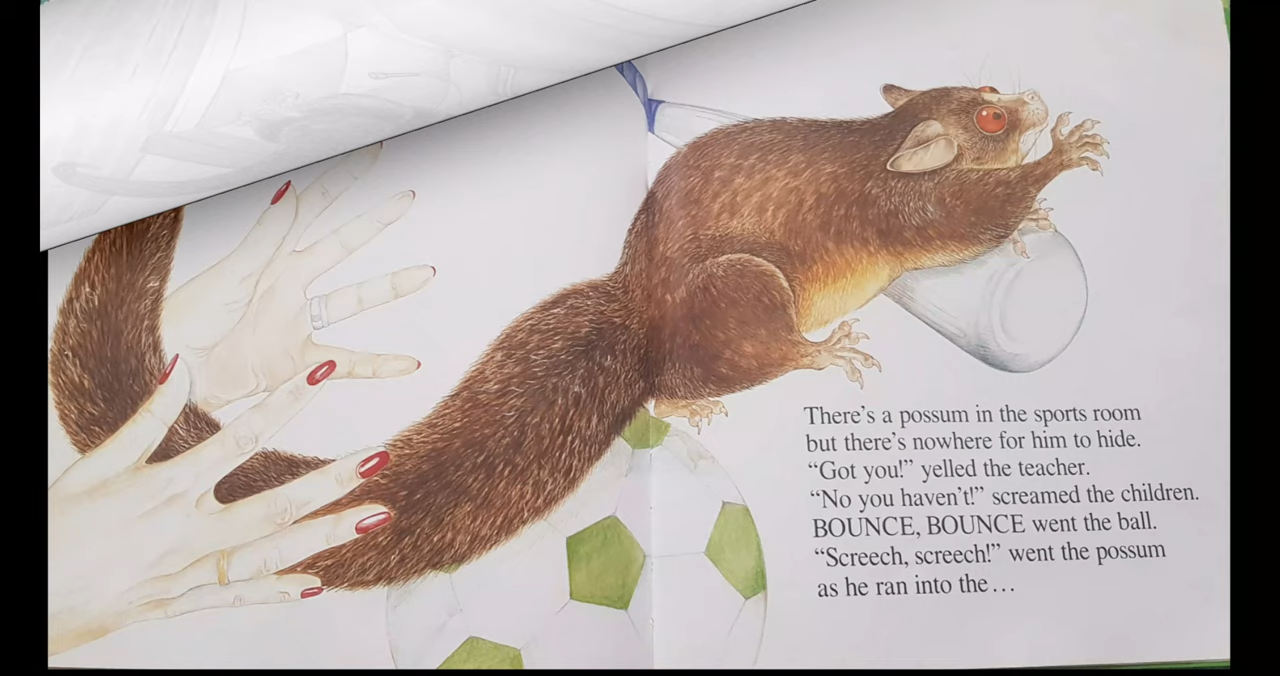 There's a possum in the sports room
but there's nowhere for him to hide.
“Got you!” yelled the teacher.
“No you haven't!” screamed the children.
BOUNCE, BOUNCE went the ball.
“Screech, screech!” went the possum
as he ran into the...